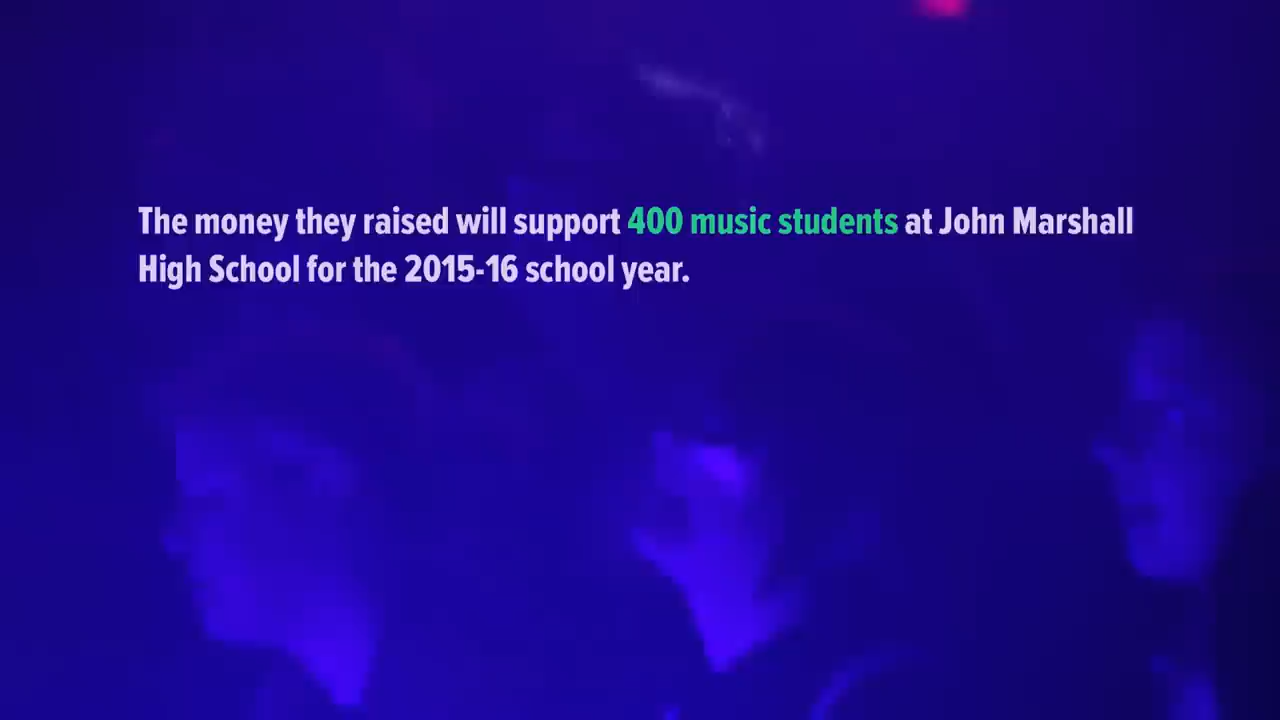 The money they raised will support 400 music students at John Marshall
High School for the 2015-16 school year.